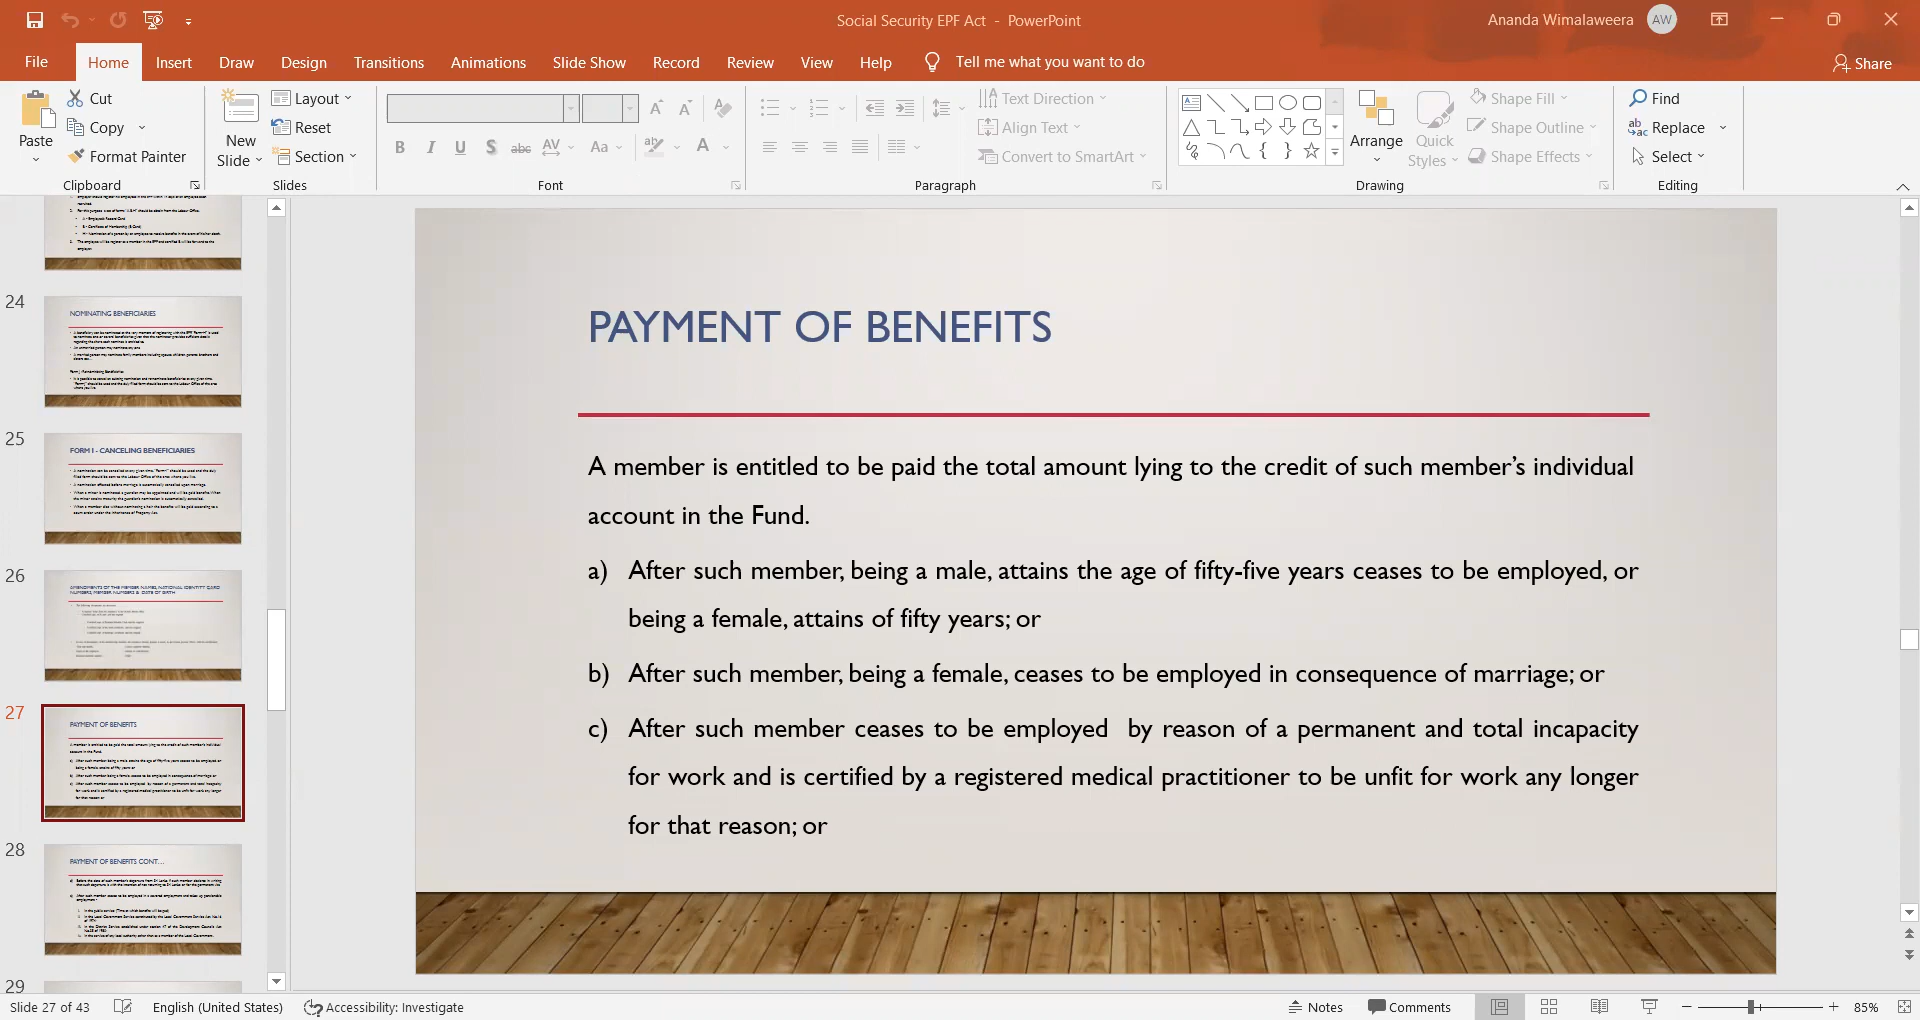 Social Security EPF Act - PowerPoint
Ananda Wimalaweera AW
File Home Insert Draw Design Transitions Animations Slide Show Record Review View Help Tell me what you want to do Share
Paste
Cut
Copy
Format Painter
Clipboard
New Slide
Layout
Reset
Section
Slides
B I U S abc AV Aa A
Font
Text Direction
Align Text
Convert to SmartArt
Paragraph
Arrange
Quick Styles
Shape Fill
Shape Outline
Shape Effects
Drawing
Find
Replace
Select
Editing
24
NOMINATING BENEFICIARIES
25
FORM I - CANCELING BENEFICIARIES
26
27
PAYMENT OF BENEFITS
28
PAYMENT OF BENEFITS CONT...
29
PAYMENT OF BENEFITS
A member is entitled to be paid the total amount lying to the credit of such member’s individual
account in the Fund.
a) After such member, being a male, attains the age of fifty-five years ceases to be employed, or
being a female, attains of fifty years; or
b) After such member, being a female, ceases to be employed in consequence of marriage; or
c) After such member ceases to be employed by reason of a permanent and total incapacity
for work and is certified by a registered medical practitioner to be unfit for work any longer
for that reason; or
Slide 27 of 43 English (United States) Accessibility: Investigate Notes Comments 85%